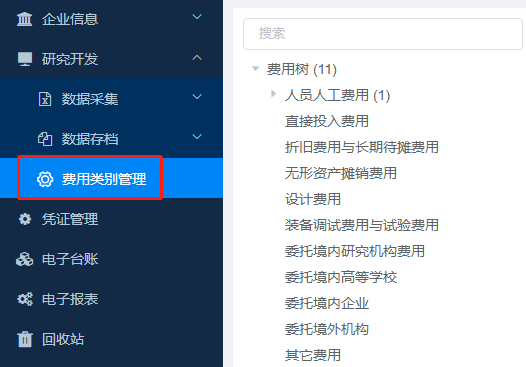 企业信息
研究开发
数据采集
数据存档
费用类别管理
凭证管理
电子台账
电子报表
回收站
搜索
费用树 (11)
人员人工费用 (1)
直接投入费用
折旧费用与长期待摊费用
无形资产摊销费用
设计费用
装备调试费用与试验费用
委托境内研究机构费用
委托境内高等学校
委托境内企业
委托境外机构
其它费用